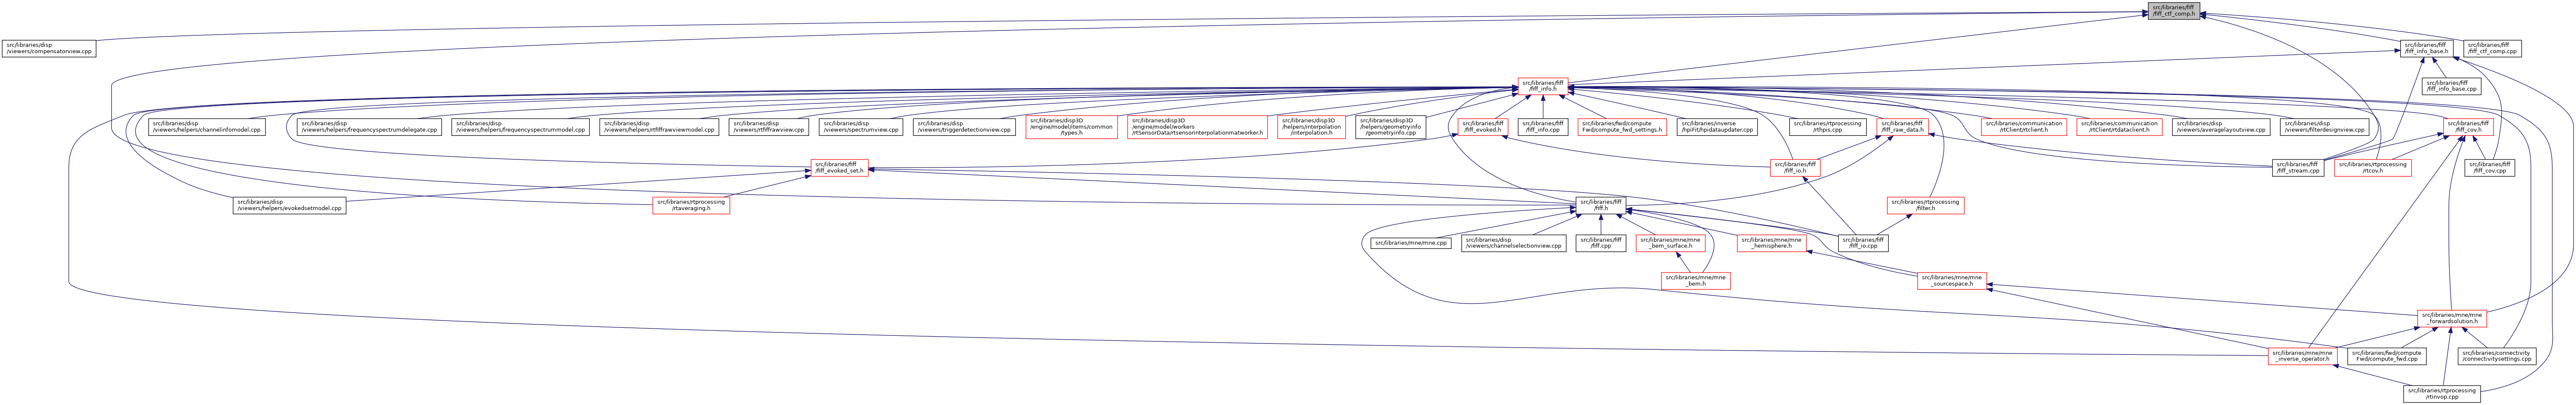 src/libraries/fiff
/fiff_ctf_comp.h
src/libraries/disp
/viewers/compensatorview.cpp
src/libraries/fiff
/fiff_info_base.h
src/libraries/fiff
/fiff_ctf_comp.cpp
src/libraries/fiff
/fiff_info.h
src/libraries/fiff
/fiff_info_base.cpp
src/libraries/disp
/viewers/helpers/channelinfomodel.cpp
src/libraries/disp
/viewers/helpers/frequencyspectrumdelegate.cpp
src/libraries/disp
/viewers/helpers/frequencyspectrummodel.cpp
src/libraries/disp
/viewers/helpers/rtfiffrawviewmodel.cpp
src/libraries/disp
/viewers/rtfiffrawview.cpp
src/libraries/disp
/viewers/spectrumview.cpp
src/libraries/disp
/viewers/triggerdetectionview.cpp
src/libraries/disp3D
/engine/model/items/common
/types.h
src/libraries/disp3D
/engine/model/workers
/rtSensorData/rtsensorinterpolationmatworker.h
src/libraries/disp3D
/helpers/interpolation
/interpolation.h
src/libraries/disp3D
/helpers/geometryinfo
/geometryinfo.cpp
src/libraries/fiff
/fiff_evoked.h
src/libraries/fiff
/fiff_info.cpp
src/libraries/fwd/compute
Fwd/compute_fwd_settings.h
src/libraries/inverse
/hpiFit/hpidataupdater.cpp
src/libraries/rtprocessing
/rthpis.cpp
src/libraries/fiff
/fiff_raw_data.h
src/libraries/communication
/rtClient/rtclient.h
src/libraries/communication
/rtClient/rtdataclient.h
src/libraries/disp
/viewers/averagelayoutview.cpp
src/libraries/disp
/viewers/filterdesignview.cpp
src/libraries/fiff
/fiff_cov.h
src/libraries/fiff
/fiff_evoked_set.h
src/libraries/fiff
/fiff_io.h
src/libraries/fiff
/fiff_stream.cpp
src/libraries/rtprocessing
/rtcov.h
src/libraries/fiff
/fiff_cov.cpp
src/libraries/disp
/viewers/helpers/evokedsetmodel.cpp
src/libraries/rtprocessing
/rtaveraging.h
src/libraries/fiff
/fiff.h
src/libraries/rtprocessing
/filter.h
src/libraries/mne/mne.cpp
src/libraries/disp
/viewers/channelselectionview.cpp
src/libraries/fiff
/fiff.cpp
src/libraries/mne/mne
_bem_surface.h
src/libraries/mne/mne
_hemisphere.h
src/libraries/fiff
/fiff_io.cpp
src/libraries/mne/mne
_bem.h
src/libraries/mne/mne
_sourcespace.h
src/libraries/mne/mne
_forwardsolution.h
src/libraries/mne/mne
_inverse_operator.h
src/libraries/fwd/compute
Fwd/compute_fwd.cpp
src/libraries/connectivity
/connectivitysettings.cpp
src/libraries/rtprocessing
/rtinvop.cpp